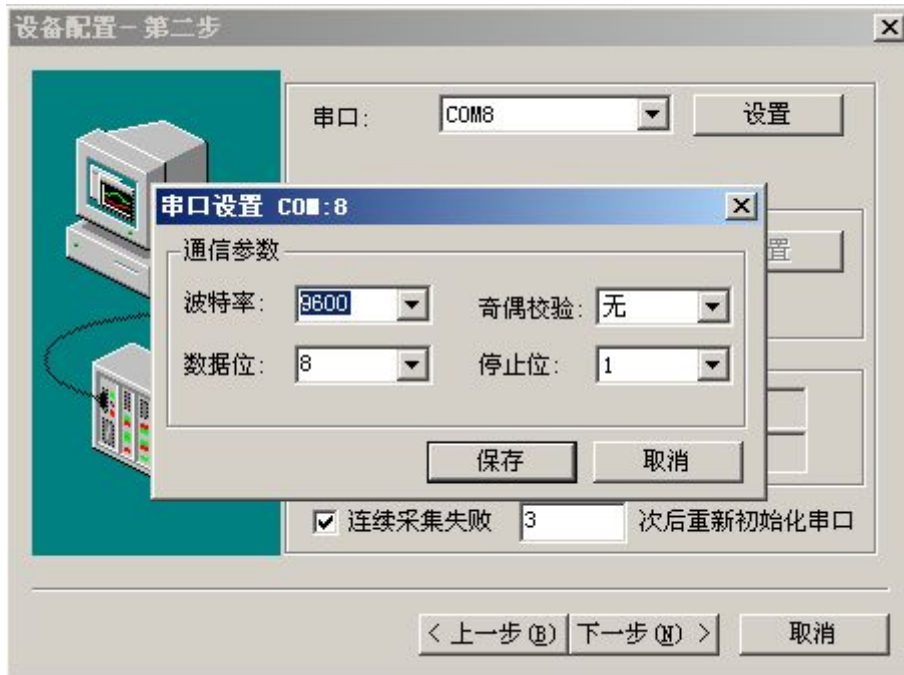 设备配置－第二步
串口:
COM8
设置
串口设置 COM:8
通信参数
置
波特率:
9600
奇偶校验:
无
数据位:
8
停止位:
1
保存
取消
连续采集失败
3
次后重新初始化串口
< 上一步(B)
下一步(N) >
取消